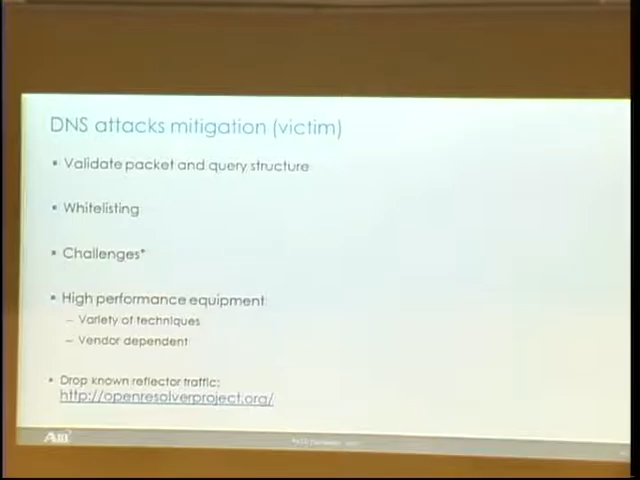 DNS attacks mitigation (victim)
• Validate packet and query structure
• Whitelisting
• Challenges*
• High performance equipment
– Variety of techniques
– Vendor dependent
• Drop known reflector traffic:
http://openresolverproject.org/